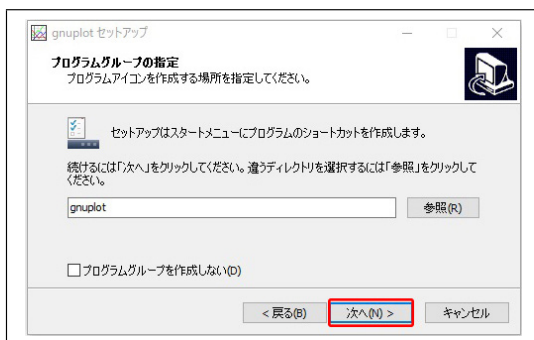 gnuplot セットアップ
プログラムグループの指定
プログラムアイコンを作成する場所を指定してください。
セットアップはスタートメニューにプログラムのショートカットを作成します。
続けるには「次へ」をクリックしてください。違うディレクトリを選択するには「参照」をクリックして
ください。
gnuplot
参照(R)
プログラムグループを作成しない(D)
< 戻る(B)
次へ(N) >
キャンセル